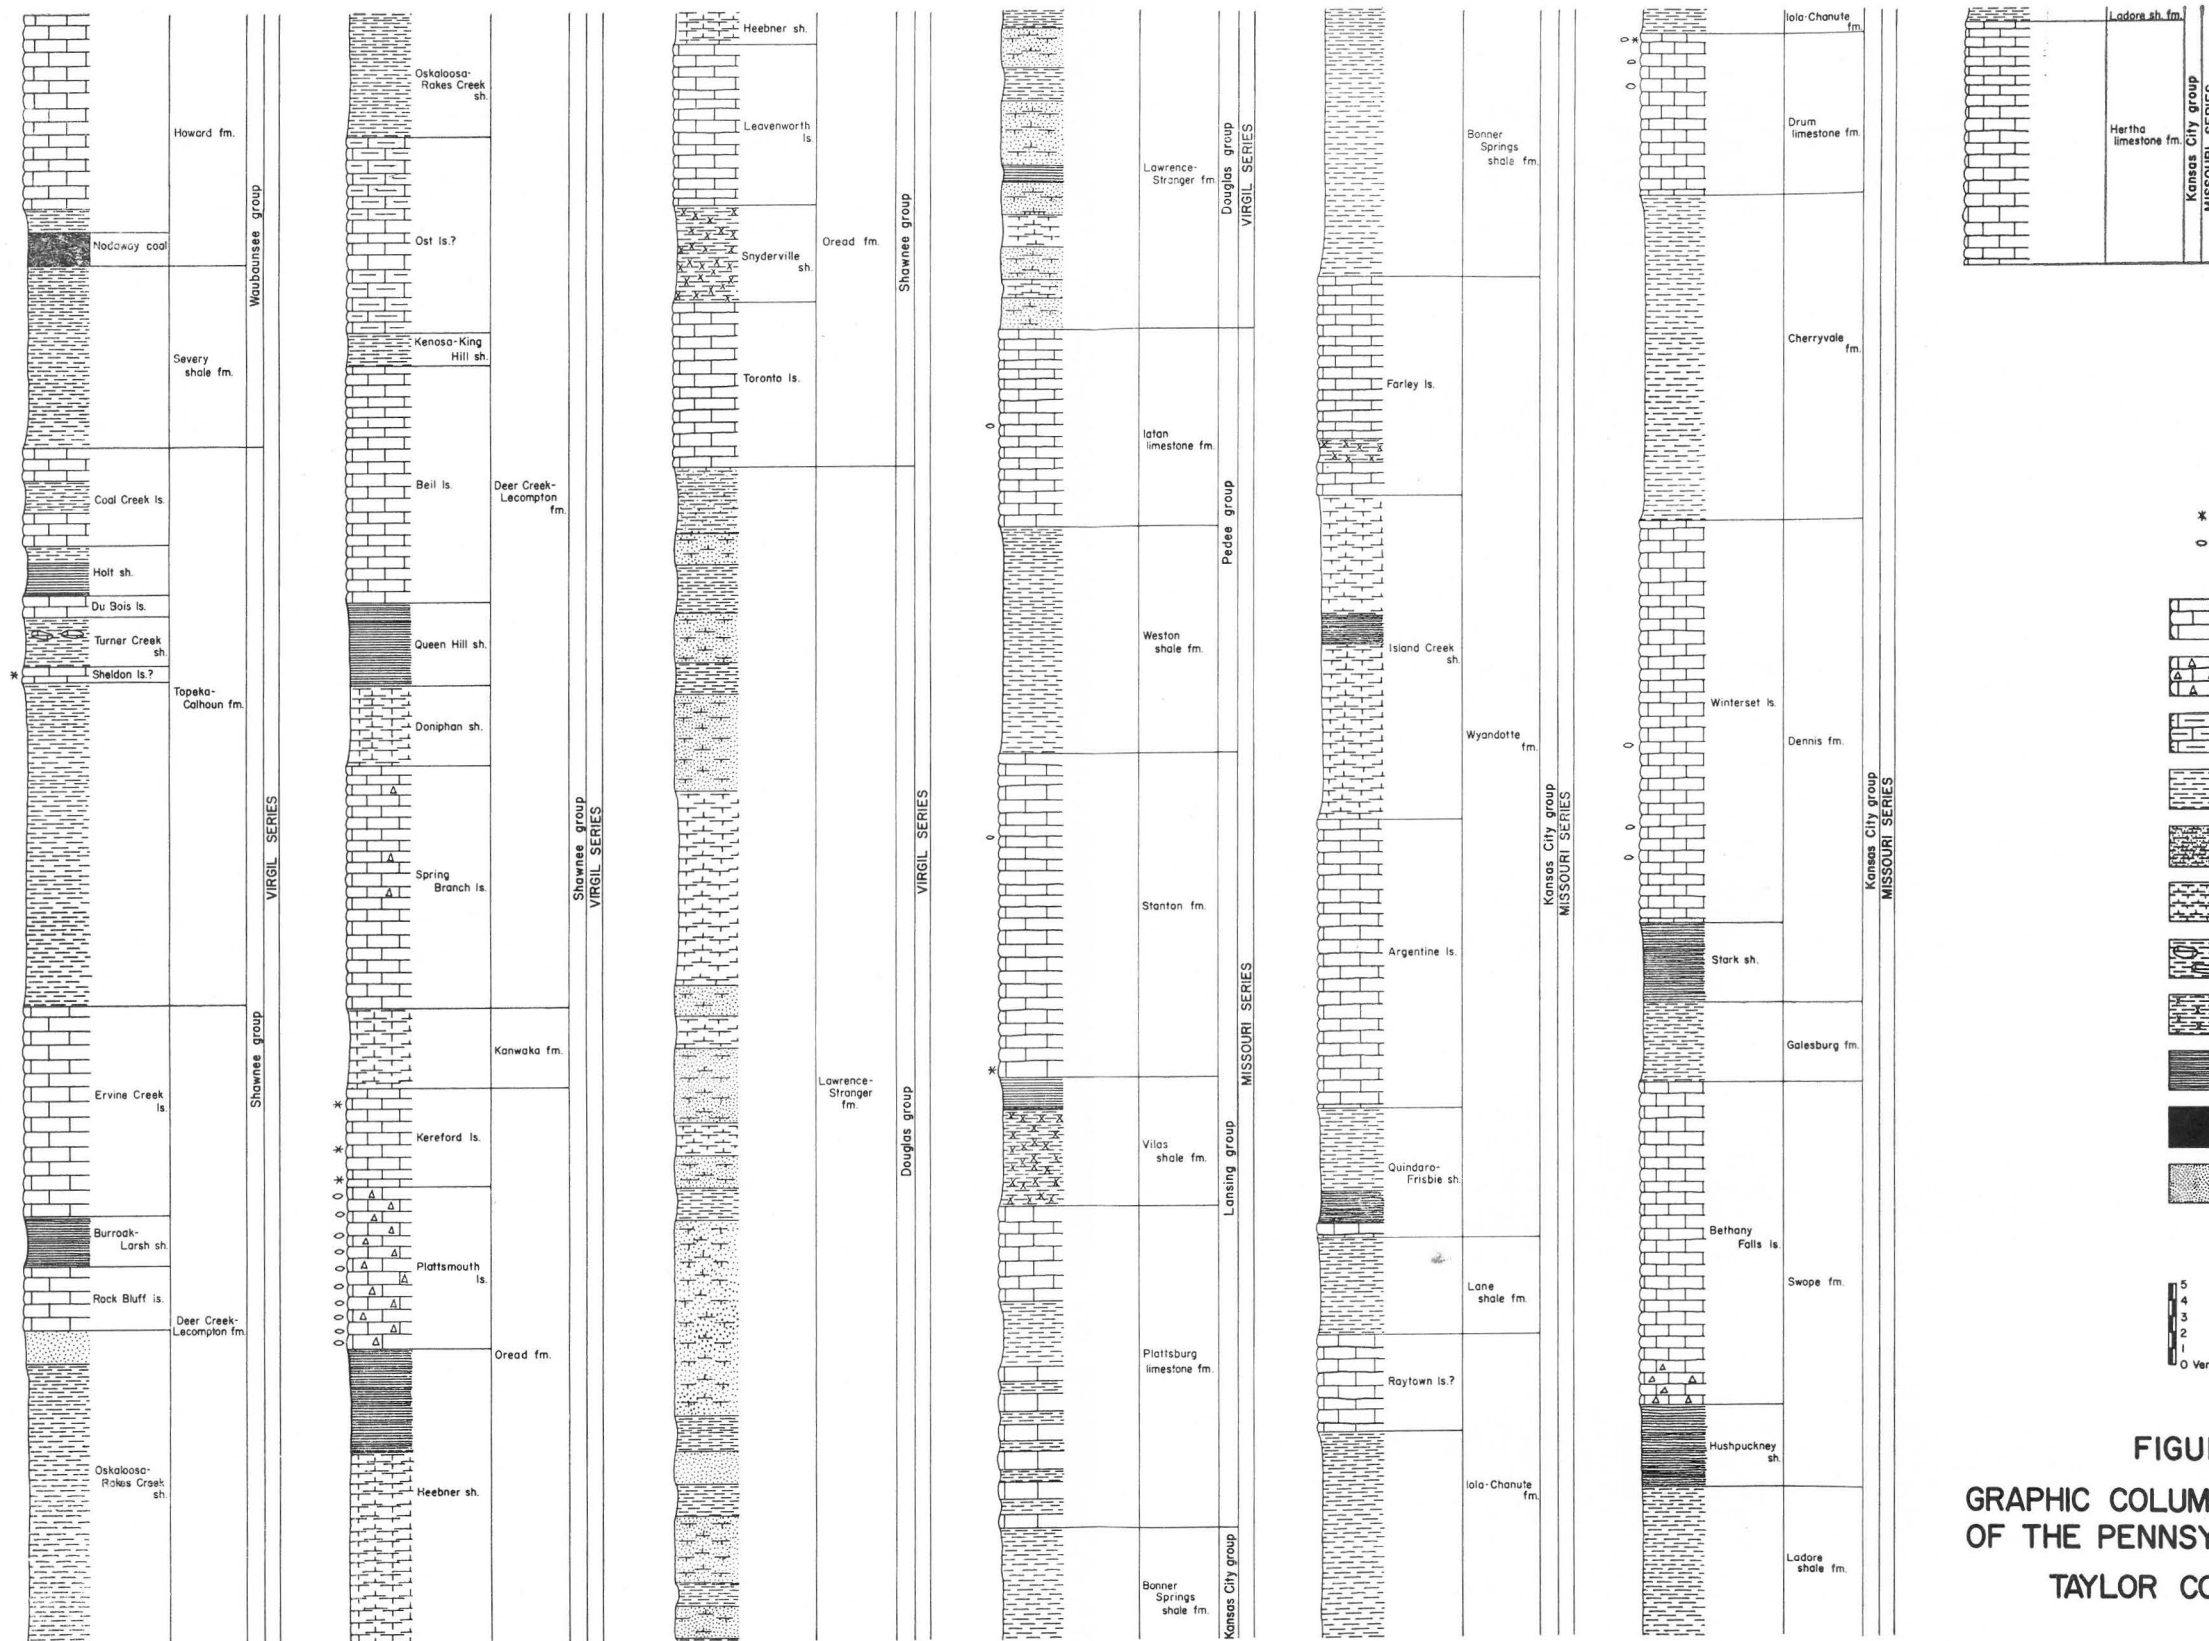 Howard fm.
Nodaway coal
Waubaunsee group
Severy
shale fm.
Coal Creek ls.
Holt sh.
Du Bois ls.
Turner Creek
sh.
Sheldon ls.?
Topeka-
Calhoun fm.
VIRGIL SERIES
Shawnee group
Ervine Creek
ls.
Burroak-
Larsh sh.
Rock Bluff ls.
Deer Creek-
Lecompton fm.
Oskaloosa-
Rakes Creek
sh.
Oskaloosa-
Rakes Creek
sh.
Ost ls.?
Kenosa-King
Hill sh.
Beil ls.
Deer Creek-
Lecompton
fm.
Queen Hill sh.
Doniphan sh.
Spring
Branch ls.
Shawnee group
VIRGIL SERIES
Kanwaka fm.
Kereford ls.
Plattsmouth
ls.
Oread fm.
Heebner sh.
Heebner sh.
Leavenworth
ls.
Snyderville
sh.
Oread fm.
Shawnee group
Toronto ls.
VIRGIL SERIES
Lawrence-
Stranger
fm.
Douglas group
Lawrence-
Stranger fm.
Douglas group
VIRGIL SERIES
Iatan
limestone fm.
Pedee group
Weston
shale fm.
Stanton fm.
MISSOURI SERIES
Vilas
shale fm.
Lansing group
Plattsburg
limestone fm.
Bonner
Springs
shale fm.
Kansas City group
Bonner
Springs
shale fm.
Farley ls.
Island Creek
sh.
Wyandotte
fm.
Kansas City group
MISSOURI SERIES
Argentine ls.
Quindaro-
Frisbie sh.
Lane
shale fm.
Raytown ls.?
Iola-Chanute
fm.
Iola-Chanute
fm.
Drum
limestone fm.
Cherryvale
fm.
Winterset ls.
Dennis fm.
Kansas City group
MISSOURI SERIES
Stark sh.
Galesburg fm.
Bethany
Falls ls.
Swope fm.
Hushpuckney
sh.
Ladore
shale fm.
Ladore sh. fm.
Hertha
limestone fm.
Kansas City group
MISSOURI SERIES
5
4
3
2
1
0 Ver
FIGU
GRAPHIC COLUM
OF THE PENNSY
TAYLOR CO